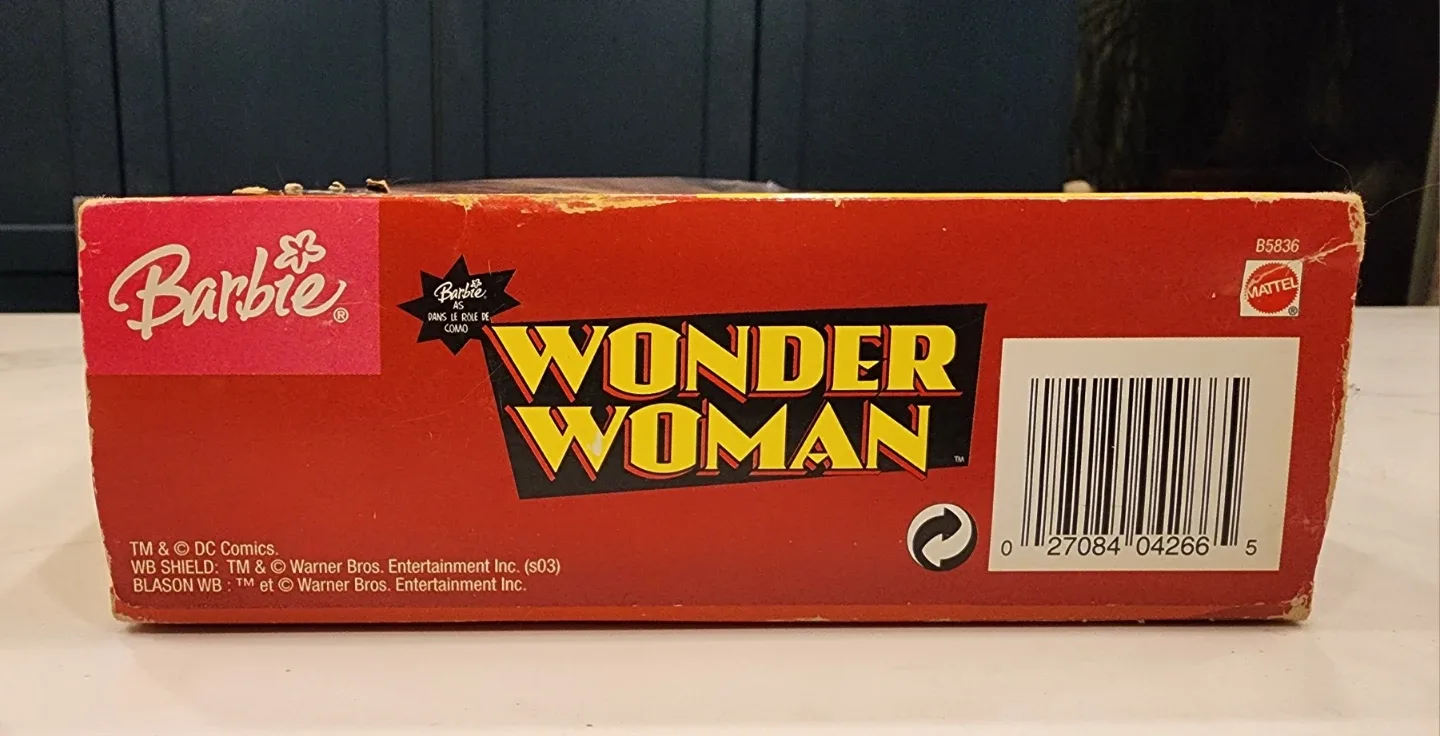 Barbie®
Barbie
AS
DANS LE RÔLE DE
COMO
WONDER
WOMAN
TM
B5836
MATTEL
®
0 27084 04266 5
TM & © DC Comics.
WB SHIELD: TM & © Warner Bros. Entertainment Inc. (s03)
BLASON WB : ™ et © Warner Bros. Entertainment Inc.